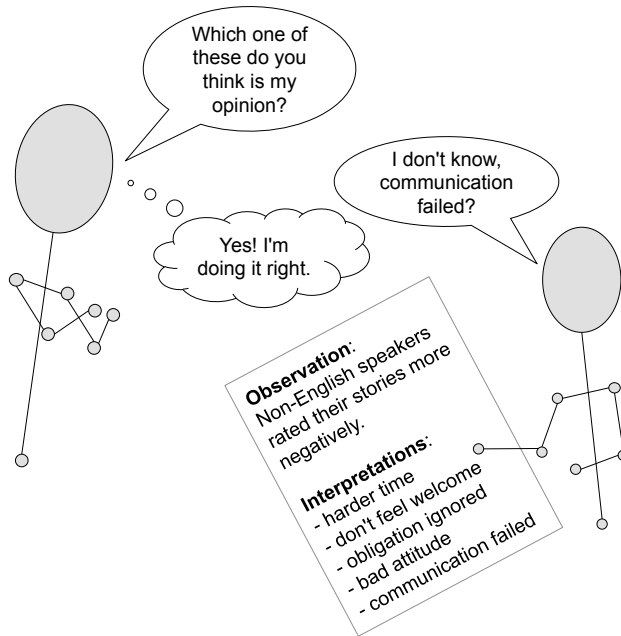 Which one of
these do you
think is my
opinion?
I don't know,
communication
failed?
Yes! I'm
doing it right.
Observation:
Non-English speakers
rated their stories more
negatively.
Interpretations:
- harder time
- don't feel welcome
- obligation ignored
- bad attitude
- communication failed